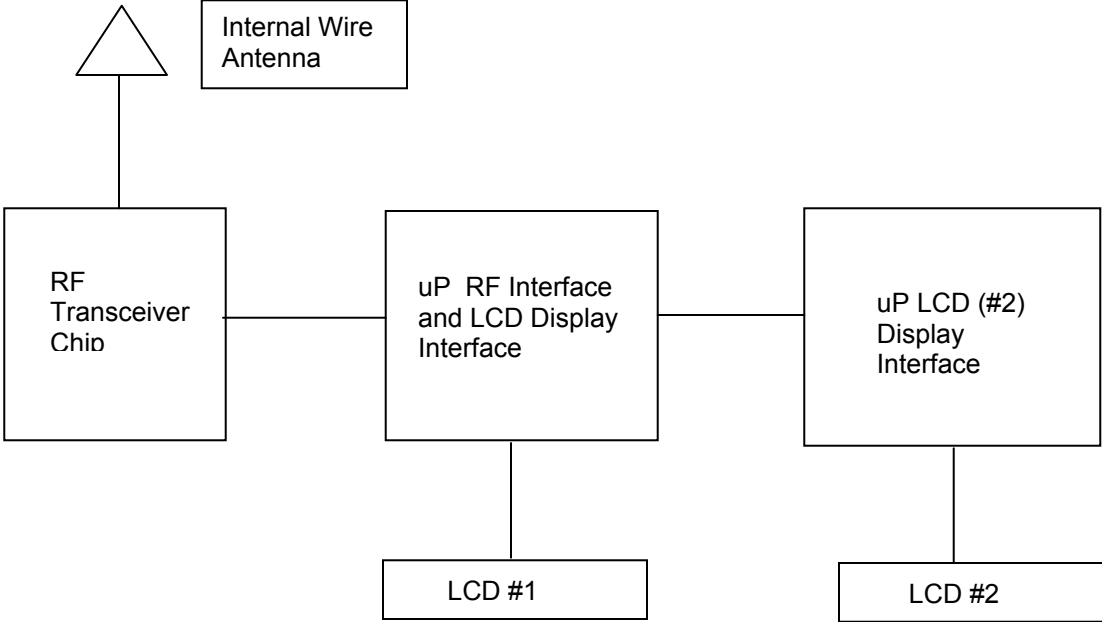 Internal Wire
Antenna
RF
Transceiver
Chip
uP  RF Interface
and LCD Display
Interface
uP LCD (#2)
Display
Interface
LCD #1
LCD #2